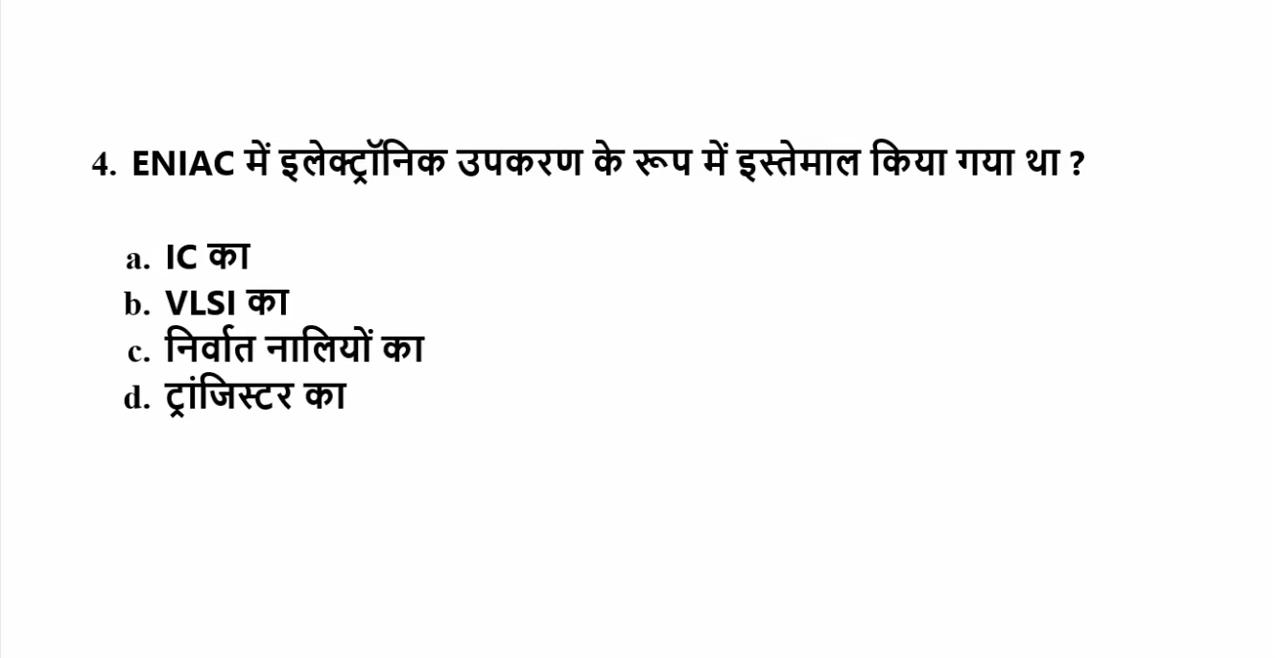 4. ENIAC में इलेक्ट्रॉनिक उपकरण के रूप में इस्तेमाल किया गया था ?
a. IC का
b. VLSI का
c. निर्वात नालियों का
d. ट्रांजिस्टर का